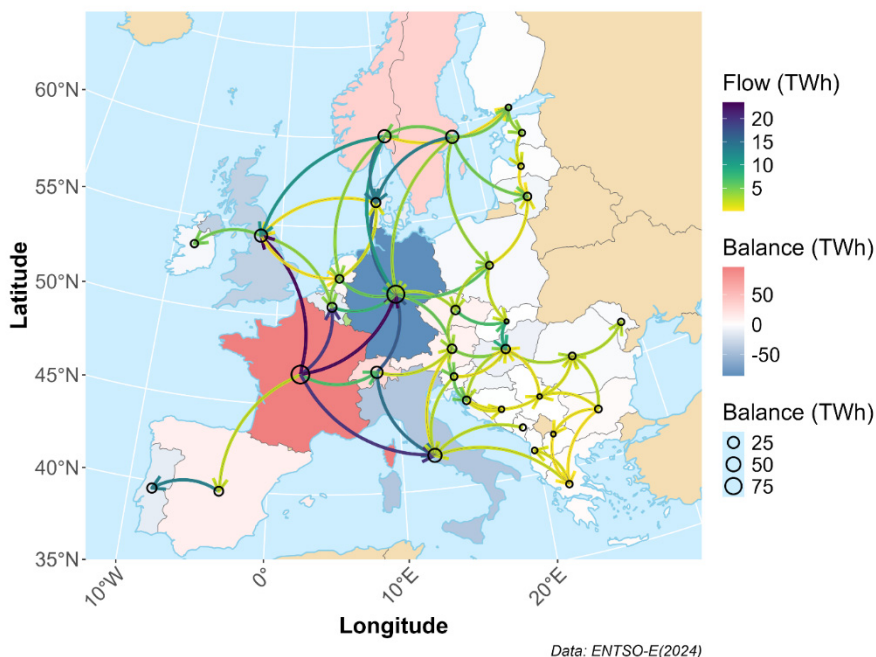 60°N
55°N
50°N
45°N
40°N
35°N
Latitude
10°W
0°
10°E
20°E
Longitude
Flow (TWh)
20
15
10
5
Balance (TWh)
50
0
-50
Balance (TWh)
25
50
75
Data: ENTSO-E(2024)